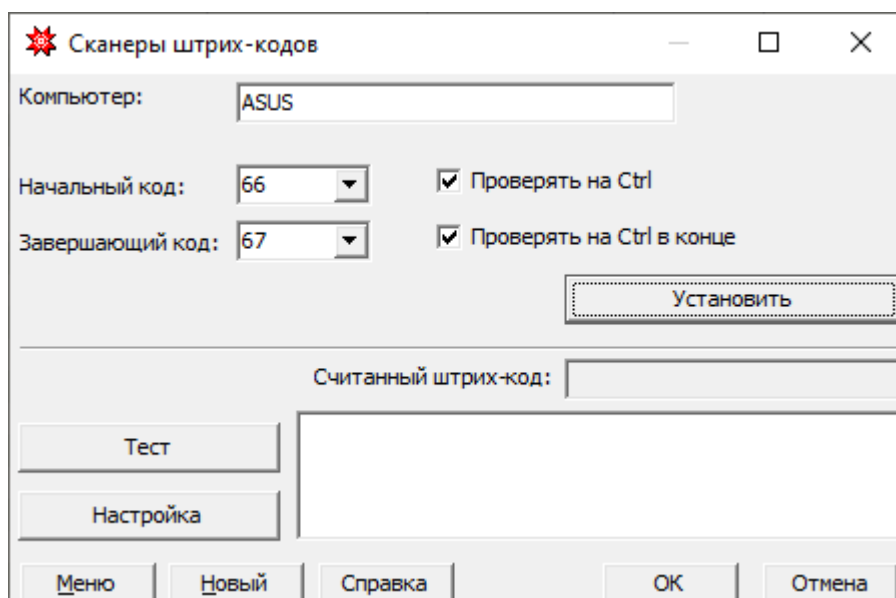 Сканеры штрих-кодов
Компьютер: ASUS
Начальный код: 66 Проверять на Ctrl
Завершающий код: 67 Проверять на Ctrl в конце
Установить
Считанный штрих-код:
Тест
Настройка
Меню Новый Справка ОК Отмена